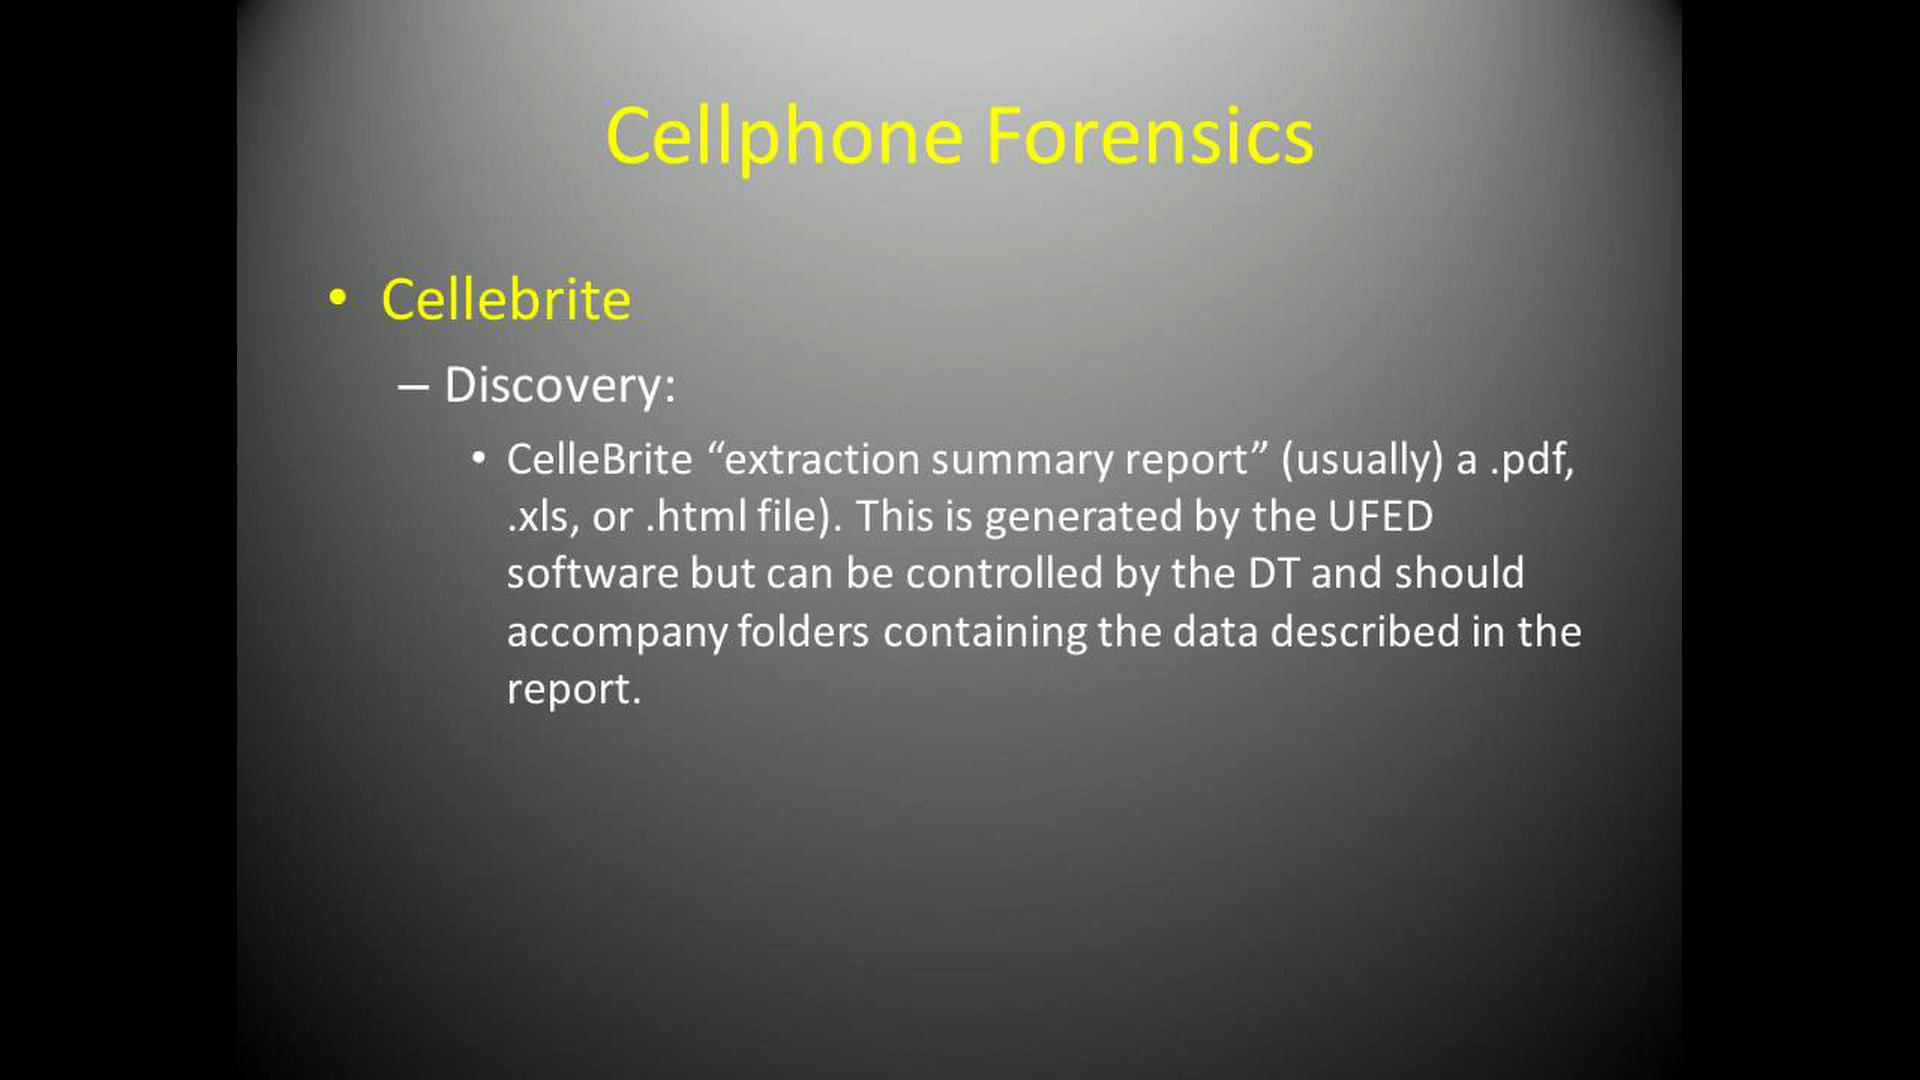 Cellphone Forensics
• Cellebrite
– Discovery:
• CelleBrite “extraction summary report” (usually) a .pdf,
.xls, or .html file). This is generated by the UFED
software but can be controlled by the DT and should
accompany folders containing the data described in the
report.